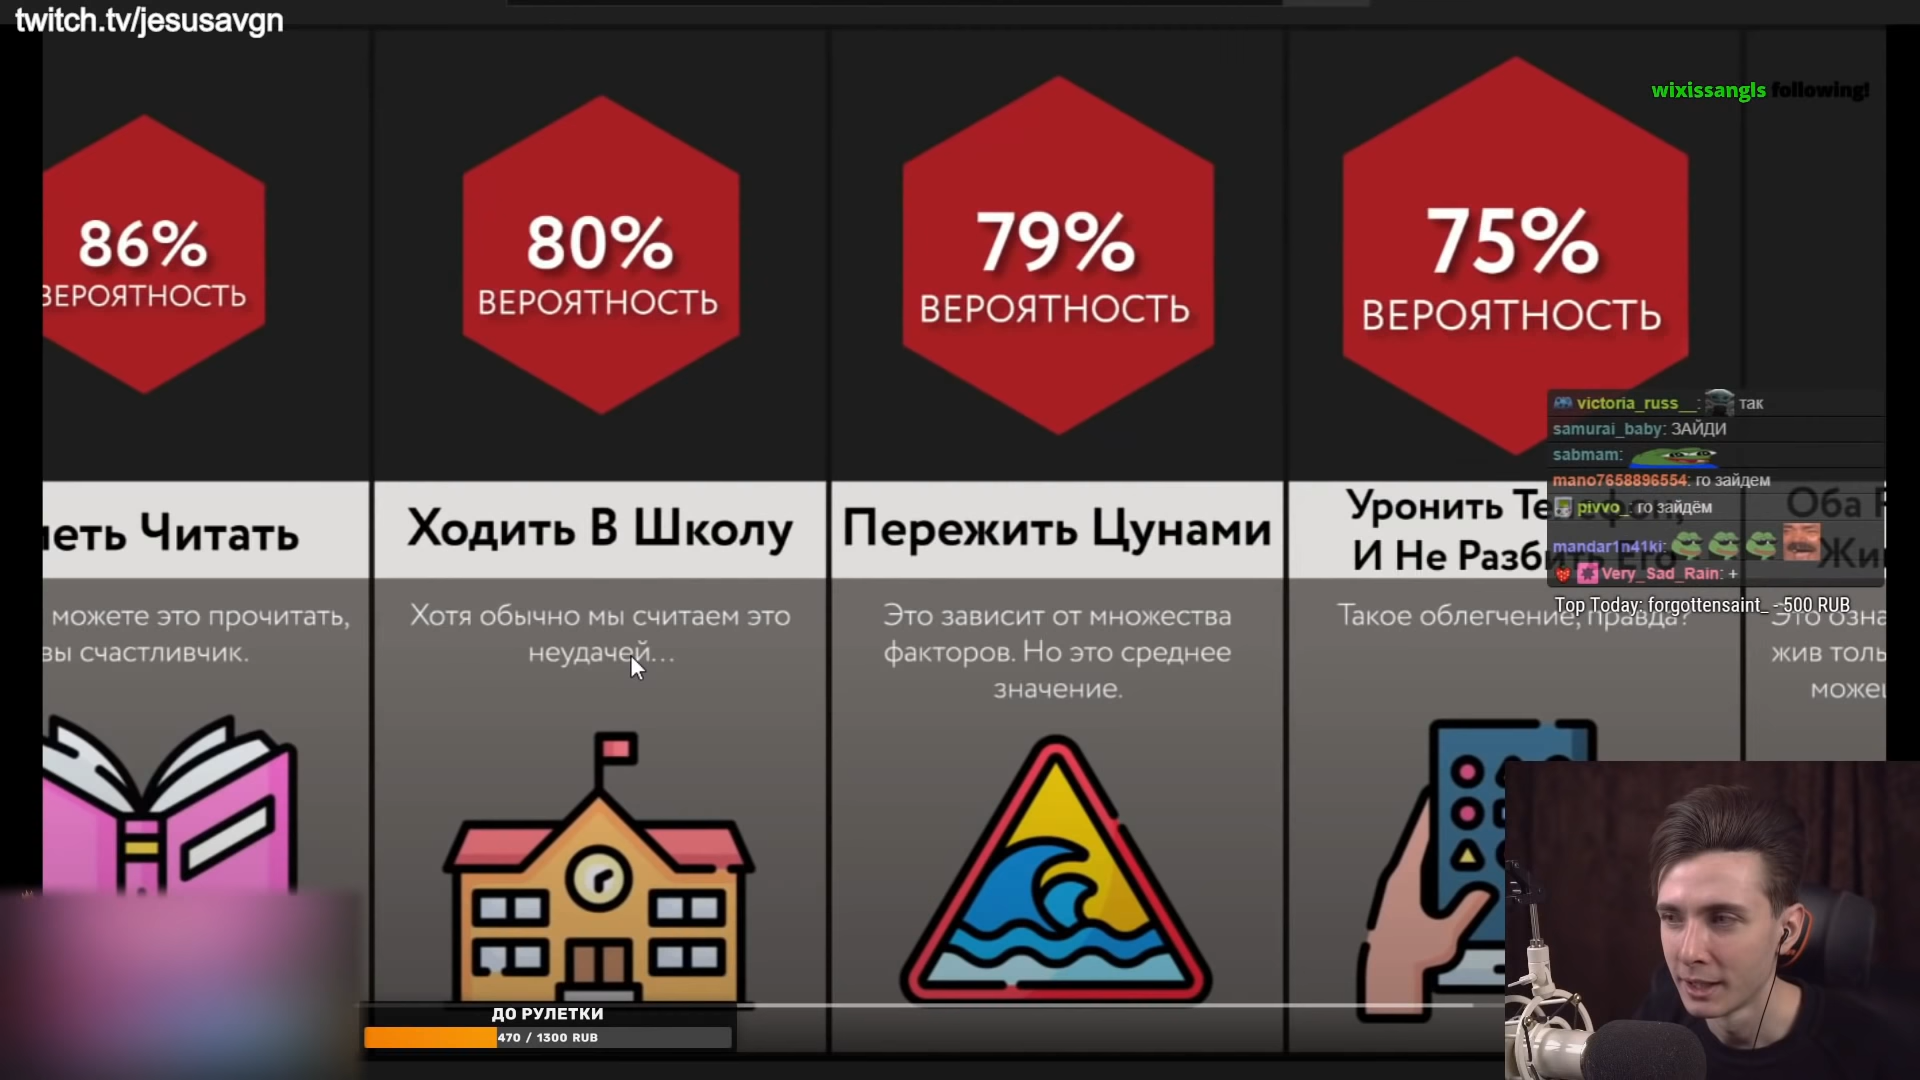 twitch.tv/jesusavgn
wixissangls following!
86%
ВЕРОЯТНОСТЬ
80%
ВЕРОЯТНОСТЬ
79%
ВЕРОЯТНОСТЬ
75%
ВЕРОЯТНОСТЬ
Читать
можете это прочитать,
вы счастливчик.
Ходить В Школу
Хотя обычно мы считаем это
неудачей...
Пережить Цунами
Это зависит от множества
факторов. Но это среднее
значение.
Уронить Телефон,
И Не Разбить Его
Такое облегчение, правда?
Оба
Жи
Это озна
жив толь
може
victoria_russ__: так
samurai_baby: ЗАЙДИ
sabmam:
mano7658896554: го зайдем
pivvo_: го зайдём
mandar1n41ki:
Very_Sad_Rain: +
Top Today: forgottensaint_ - 500 RUB
ДО РУЛЕТКИ
470 / 1300 RUB